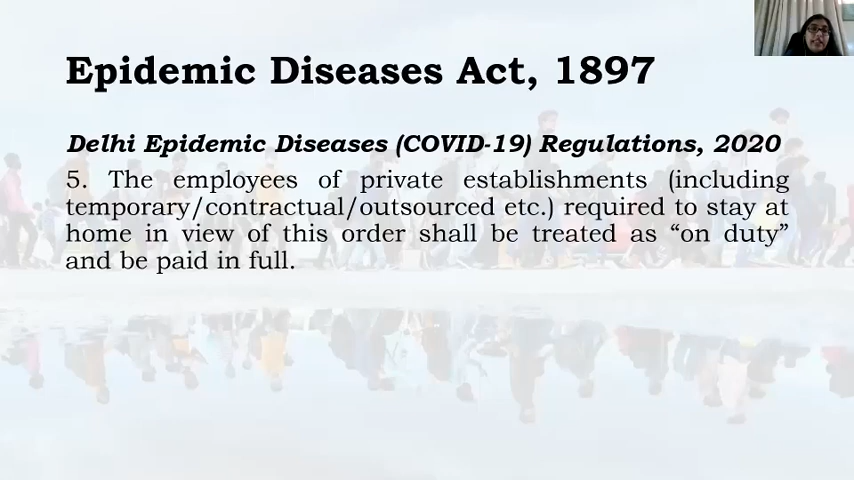 Epidemic Diseases Act, 1897
Delhi Epidemic Diseases (COVID-19) Regulations, 2020
5. The employees of private establishments (including
temporary/contractual/outsourced etc.) required to stay at
home in view of this order shall be treated as “on duty”
and be paid in full.